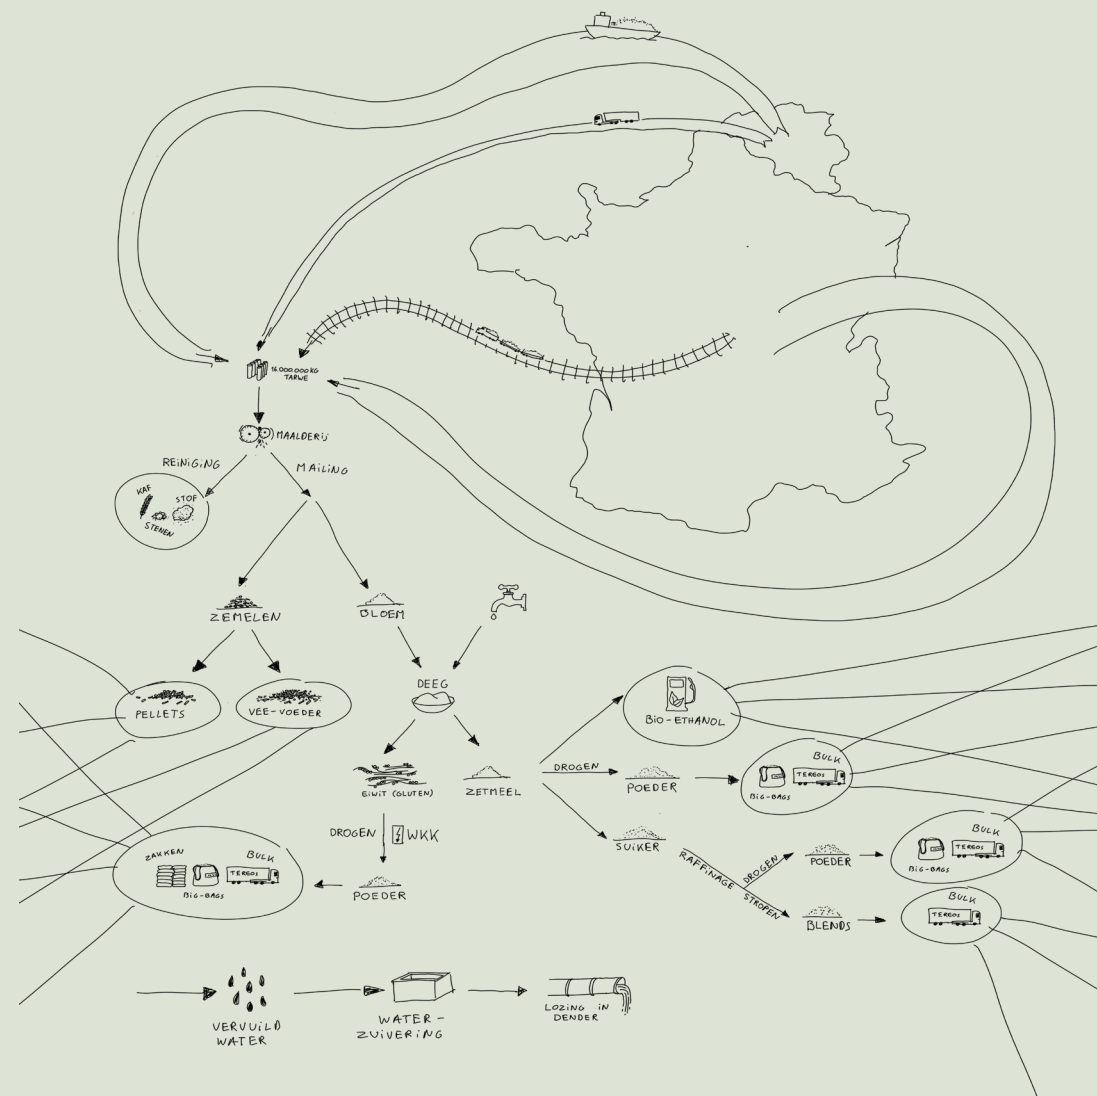 16.000.000 KG
TARWE
MAALDERIJ
REINIGING
MAILING
KAF
STOF
STENEN
ZEMELEN
BLOEM
DEEG
PELLETS
VEE-VOEDER
BIO-ETHANOL
EIWIT (GLUTEN)
ZETMEEL
DROGEN
POEDER
BULK
TEREOS
BIG-BAGS
DROGEN
WKK
SUIKER
RAFFINAGE
DROGEN
STROPEN
POEDER
BULK
TEREOS
BIG-BAGS
ZAKKEN
BULK
TEREOS
BIG-BAGS
POEDER
BLENDS
BULK
TEREOS
VERVUILD
WATER
WATER-
ZUIVERING
LOZING IN
DENDER